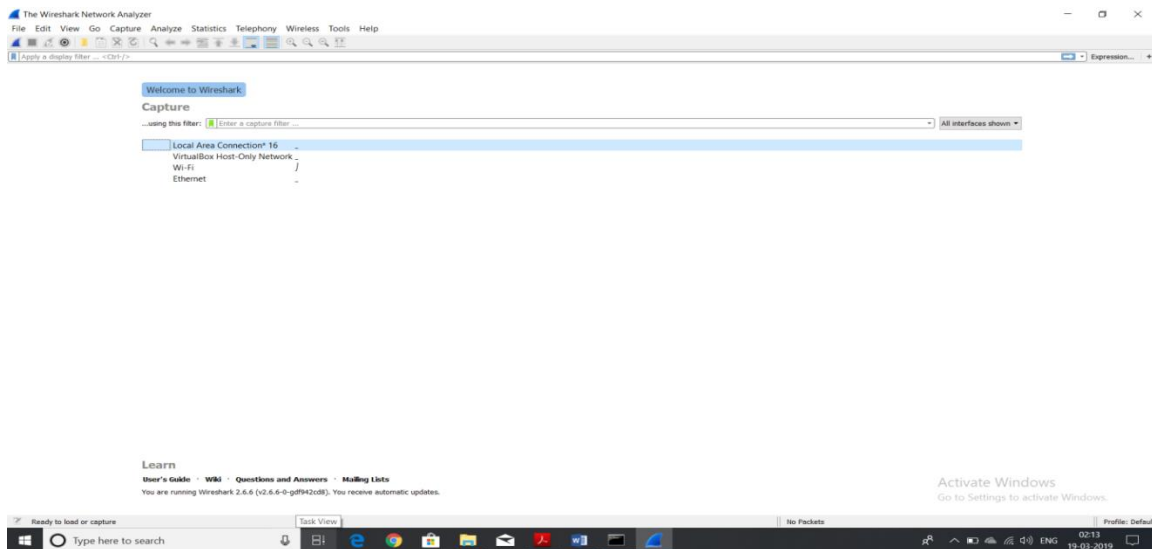 The Wireshark Network Analyzer
File Edit View Go Capture Analyze Statistics Telephony Wireless Tools Help
Apply a display filter ... <Ctrl-/>
Expression... +
Welcome to Wireshark
Capture
...using this filter: Enter a capture filter ...
All interfaces shown
Local Area Connection* 16
VirtualBox Host-Only Network
Wi-Fi
Ethernet
Learn
User's Guide · Wiki · Questions and Answers · Mailing Lists
You are running Wireshark 2.6.6 (v2.6.6-0-gdf942cd8). You receive automatic updates.
Activate Windows
Go to Settings to activate Windows.
Ready to load or capture
Task View
No Packets
Profile: Defaul
Type here to search
ENG
02:13
19-03-2019